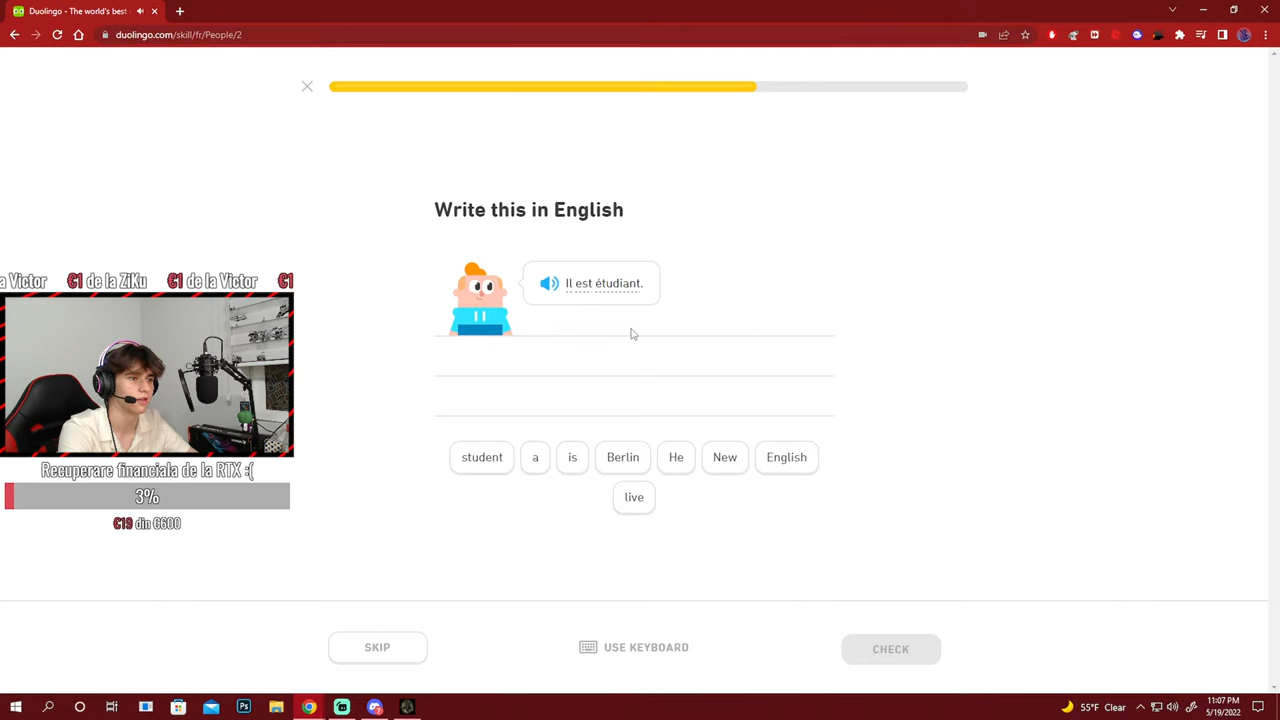 Duolingo - The world's best
duolingo.com/skill/fr/People/2
Write this in English
Il est étudiant.
a Victor €1 de la ZiKu €1 de la Victor €1
student a is Berlin He New English
live
Recuperare financiala de la RTX :(
3%
€19 din €600
SKIP USE KEYBOARD CHECK
55°F Clear
11:07 PM
5/19/2022